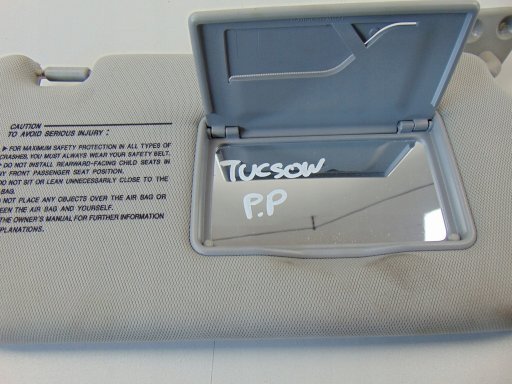 CAUTION
TO AVOID SERIOUS INJURY :
▶ FOR MAXIMUM SAFETY PROTECTION IN ALL TYPES OF
CRASHES, YOU MUST ALWAYS WEAR YOUR SAFETY BELT.
DO NOT INSTALL REARWARD-FACING CHILD SEATS IN
ANY FRONT PASSENGER SEAT POSITION.
DO NOT SIT OR LEAN UNNECESSARILY CLOSE TO THE
BAG.
NOT PLACE ANY OBJECTS OVER THE AIR BAG OR
EEN THE AIR BAG AND YOURSELF.
THE OWNER'S MANUAL FOR FURTHER INFORMATION
PLANATIONS.
TUCSOW
P.P